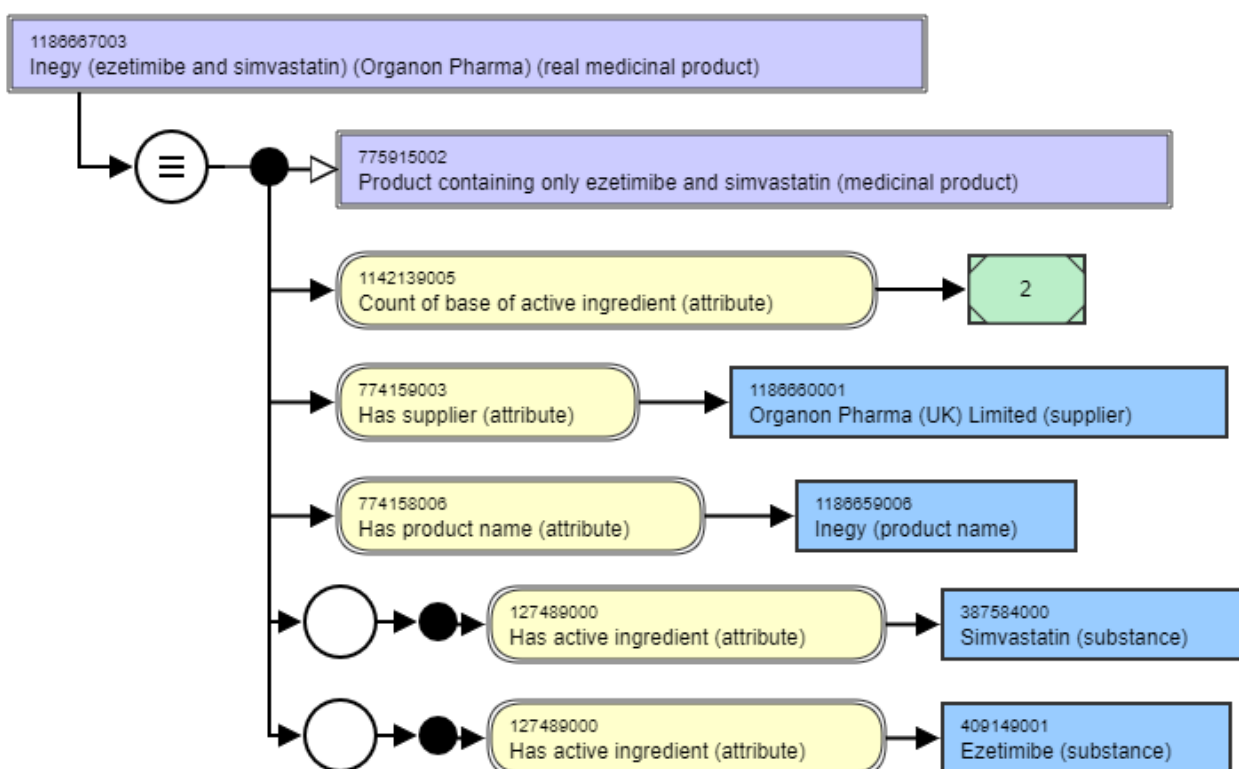 1186667003
Inegy (ezetimibe and simvastatin) (Organon Pharma) (real medicinal product)
775915002
Product containing only ezetimibe and simvastatin (medicinal product)
1142139005
Count of base of active ingredient (attribute)
2
774159003
Has supplier (attribute)
1186660001
Organon Pharma (UK) Limited (supplier)
774158006
Has product name (attribute)
1186659006
Inegy (product name)
127489000
Has active ingredient (attribute)
387584000
Simvastatin (substance)
127489000
Has active ingredient (attribute)
409149001
Ezetimibe (substance)